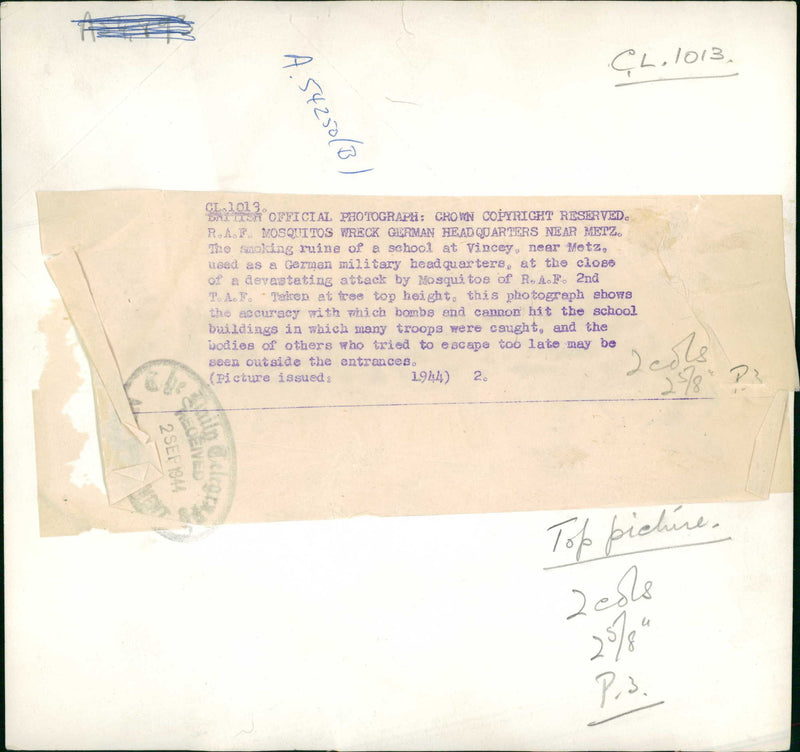 CL.1013.
A.54250(B)
CL.1013.
BRITISH OFFICIAL PHOTOGRAPH: CROWN COPYRIGHT RESERVED.
R.A.F. MOSQUITOS WRECK GERMAN HEADQUARTERS NEAR METZ.
The smoking ruins of a school at Vincey, near Metz,
used as a German military headquarters, at the close
of a devastating attack by Mosquitos of R.A.F. 2nd
T.A.F. Taken at tree top height, this photograph shows
the accuracy with which bombs and cannon hit the school
buildings in which many troops were caught, and the
bodies of others who tried to escape too late may be
seen outside the entrances.
(Picture issued: 1944) 2.
2 cols
2 5/8"
P.3
The Daily Telegraph
RECEIVED
2 SEP 1944
Top picture.
2 cols
2 5/8"
P.3.